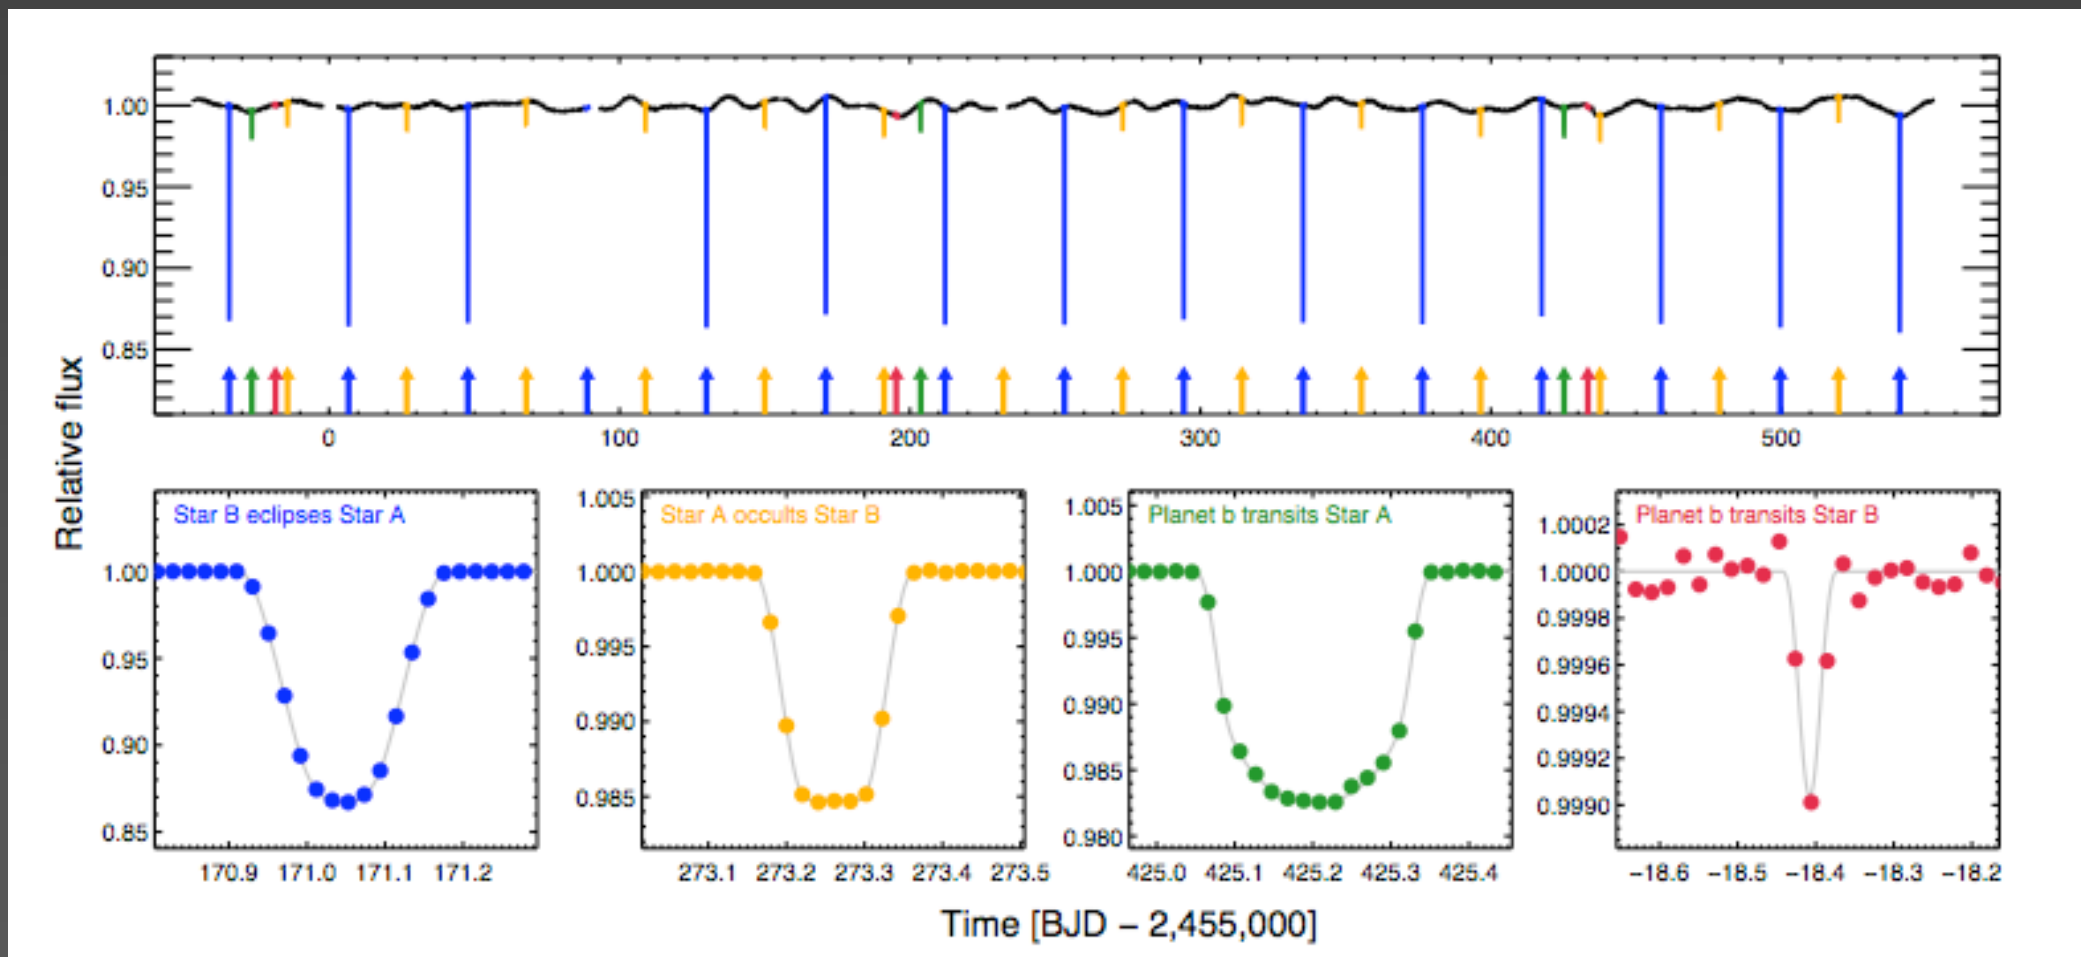 Relative flux
1.00
0.95
0.90
0.85
0 100 200 300 400 500
Star B eclipses Star A
1.00
0.95
0.90
0.85
170.9 171.0 171.1 171.2
Star A occults Star B
1.005
1.000
0.995
0.990
0.985
273.1 273.2 273.3 273.4 273.5
Planet b transits Star A
1.005
1.000
0.995
0.990
0.985
0.980
425.0 425.1 425.2 425.3 425.4
Planet b transits Star B
1.0002
1.0000
0.9998
0.9996
0.9994
0.9992
0.9990
−18.6 −18.5 −18.4 −18.3 −18.2
Time [BJD − 2,455,000]